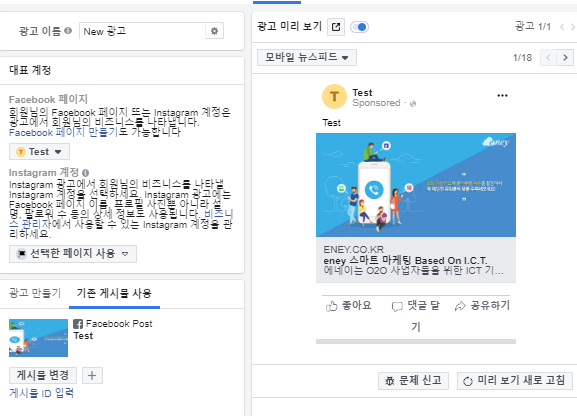 광고 이름
New 광고
대표 계정
Facebook 페이지
회원님의 Facebook 페이지 또는 Instagram 계정은
광고에서 회원님의 비즈니스를 나타냅니다.
Facebook 페이지 만들기도 가능합니다
T Test
Instagram 계정
Instagram 광고에서 회원님의 비즈니스를 나타낼
Instagram 계정을 선택하세요. Instagram 광고에는
Facebook 페이지 이름, 프로필 사진뿐 아니라 설
명, 팔로워 수 등의 상세 정보도 사용됩니다. 비즈니
스 관리자에서 사용할 수 있는 Instagram 계정을 관
리하세요.
선택한 페이지 사용
광고 만들기
기존 게시물 사용
Facebook Post
Test
게시물 변경
+
게시물 ID 입력
광고 미리 보기
광고 1/1
모바일 뉴스피드
1/18
T
Test
Sponsored ·
Test
eney
ENEY.CO.KR
eney 스마트 마케팅 Based On I.C.T.
에네이는 O2O 사업자들을 위한 ICT 기...
좋아요
댓글 달
기
공유하기
문제 신고
미리 보기 새로 고침